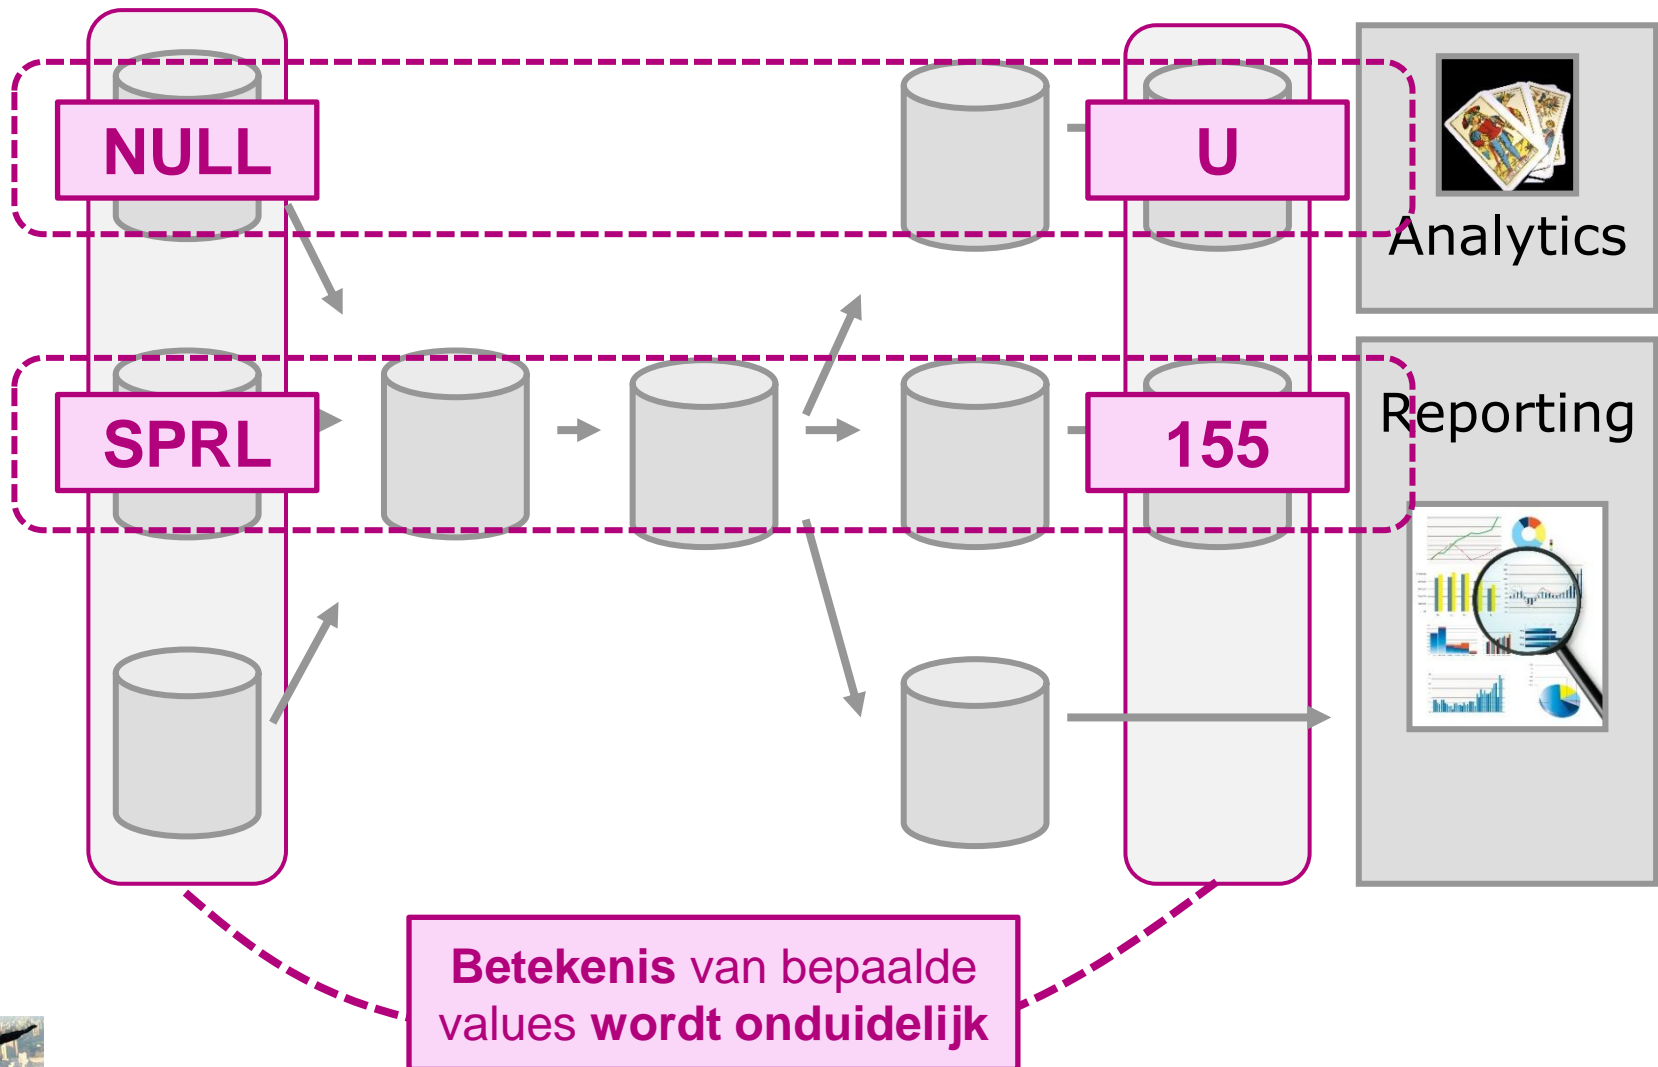 NULL
U
Analytics
SPRL
155
Reporting
Betekenis van bepaalde
values wordt onduidelijk